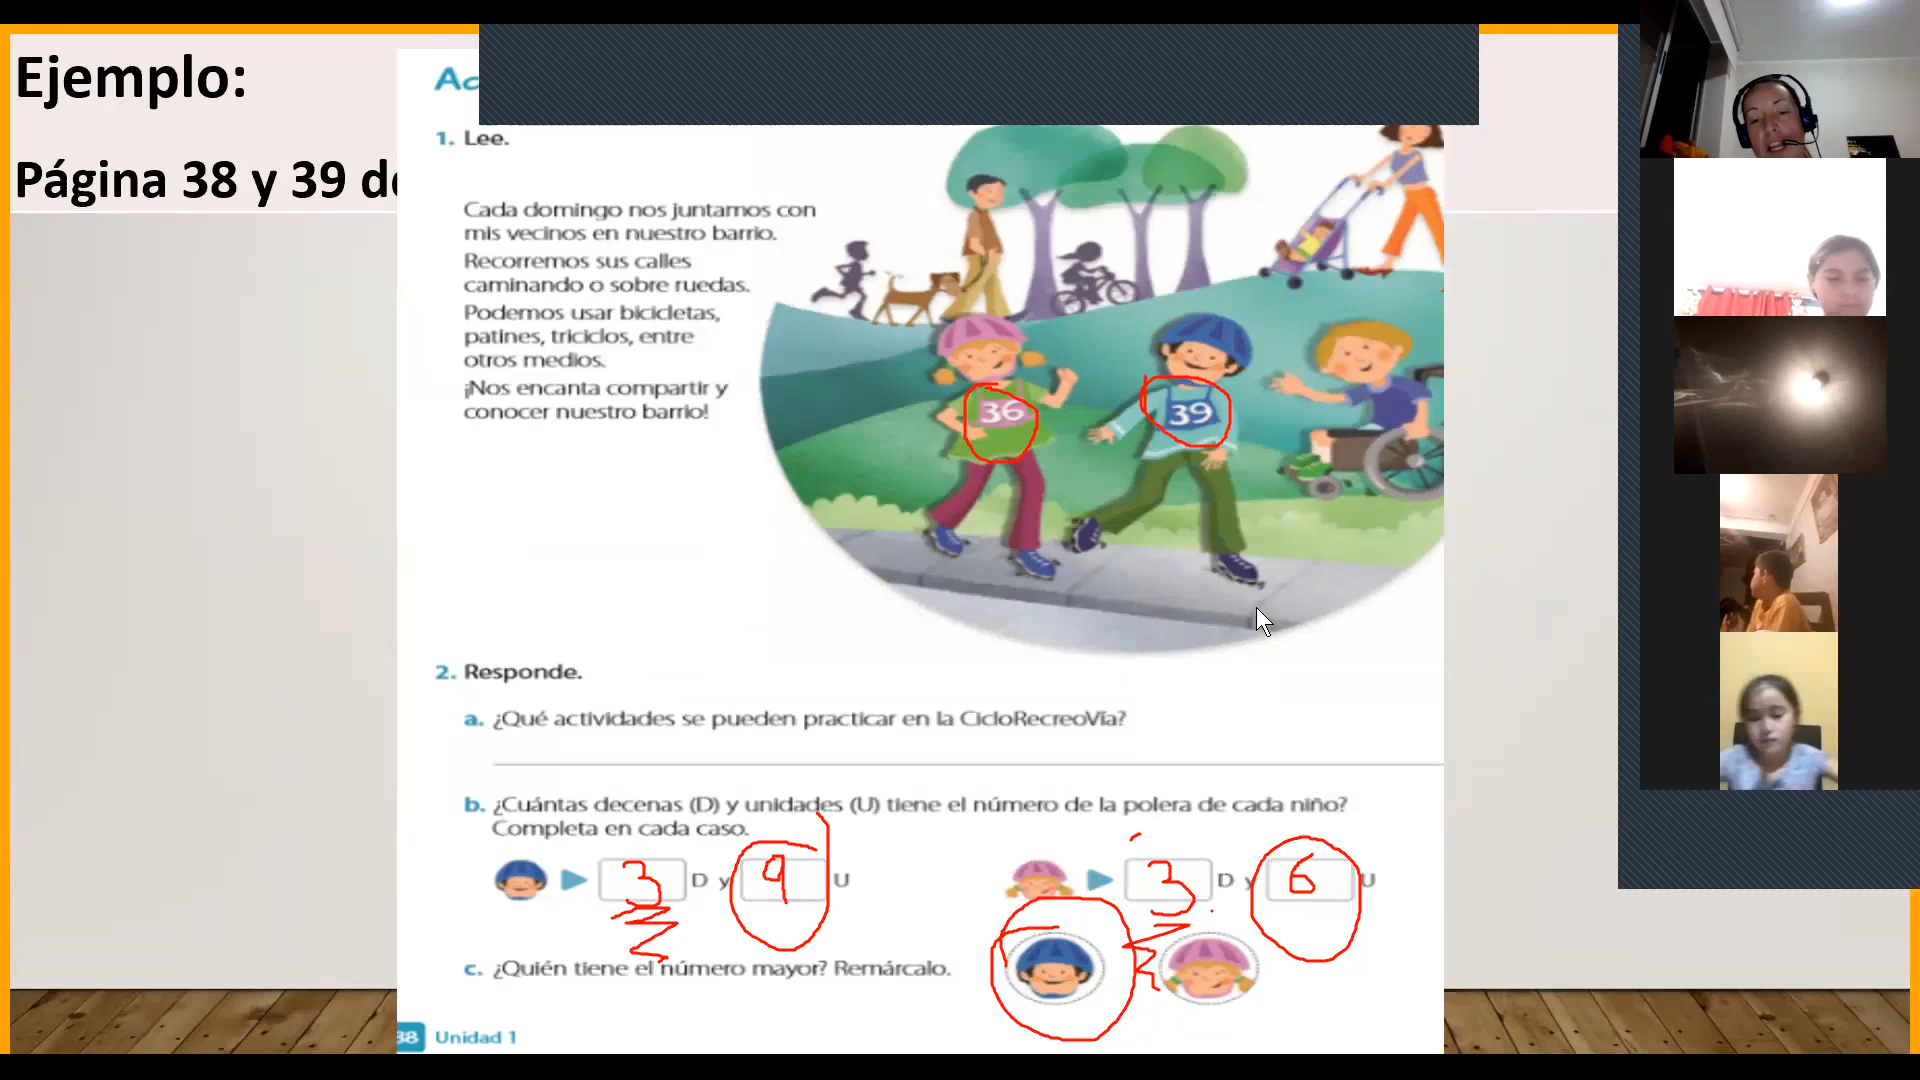 Ejemplo:
Página 38 y 39 de
1. Lee.
Cada domingo nos juntamos con
mis vecinos en nuestro barrio.
Recorremos sus calles
caminando o sobre ruedas.
Podemos usar bicicletas,
patines, triciclos, entre
otros medios.
¡Nos encanta compartir y
conocer nuestro barrio!
36
39
2. Responde.
a. ¿Qué actividades se pueden practicar en la CicloRecreoVía?
b. ¿Cuántas decenas (D) y unidades (U) tiene el número de la polera de cada niño?
Completa en cada caso.
3 D y 9 U
3 D y 6 U
c. ¿Quién tiene el número mayor? Remárcalo.
38 Unidad 1